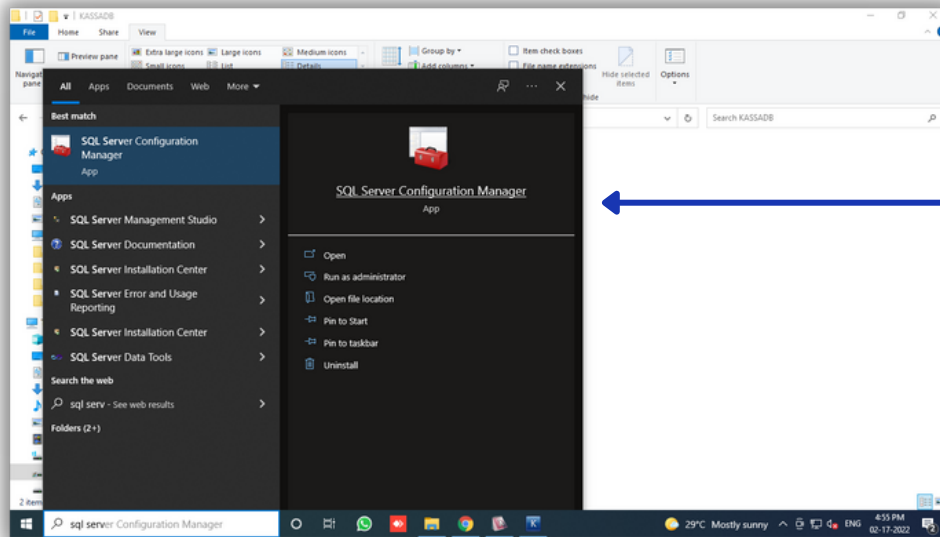 KASSADB
File Home Share View
Preview pane
Extra large icons Large icons Medium icons
Small icons List Details
Group by
Add columns
Item check boxes
File name extensions
Hide selected items
Options
Search KASSADB
All Apps Documents Web More
Best match
SQL Server Configuration
Manager
App
Apps
SQL Server Management Studio
SQL Server Documentation
SQL Server Installation Center
SQL Server Error and Usage
Reporting
SQL Server Installation Center
SQL Server Data Tools
Search the web
sql serv - See web results
Folders (2+)
SQL Server Configuration Manager
App
Open
Run as administrator
Open file location
Pin to Start
Pin to taskbar
Uninstall
sql server Configuration Manager
29°C Mostly sunny
ENG
4:55 PM
02-17-2022